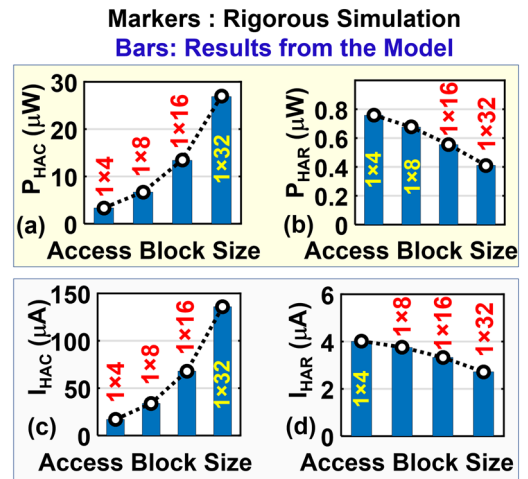 Markers : Rigorous Simulation
Bars: Results from the Model
P_HAC (μW)
30
20
10
0
1×4
1×8
1×16
1×32
(a)
Access Block Size
P_HAR (μW)
0.8
0.6
0.4
0.2
0
1×4
1×8
1×16
1×32
(b)
Access Block Size
I_HAC (μA)
150
100
50
0
1×4
1×8
1×16
1×32
(c)
Access Block Size
I_HAR (μA)
6
4
2
0
1×4
1×8
1×16
1×32
(d)
Access Block Size